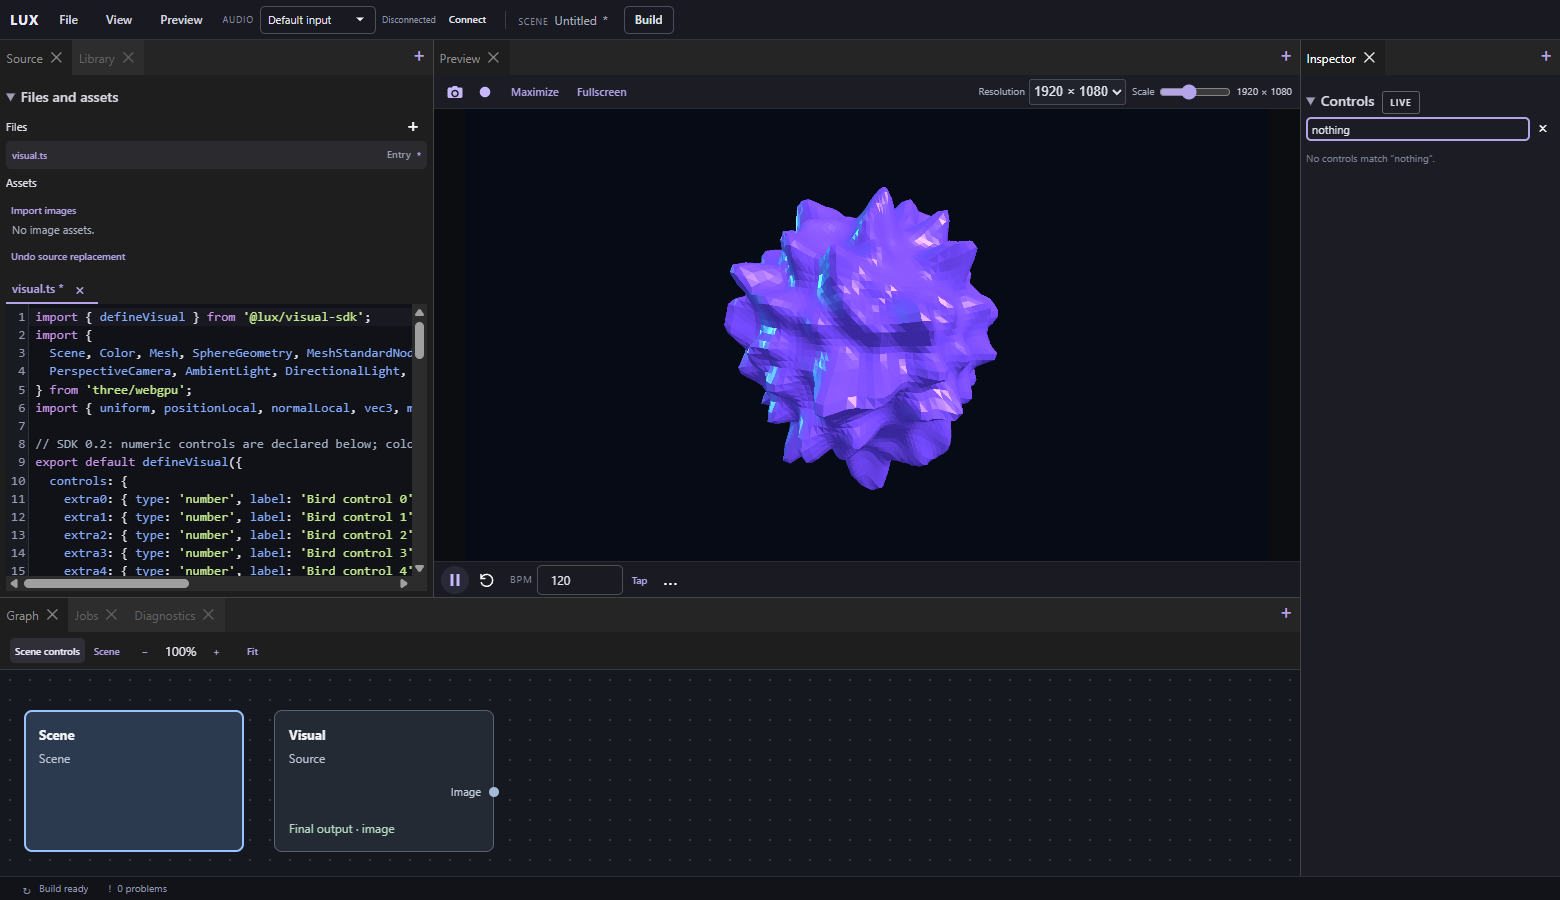 LUX File View Preview AUDIO Default input Disconnected Connect SCENE Untitled * Build
Source Library
Files and assets
Files
visual.ts Entry *
Assets
Import images
No image assets.
Undo source replacement
visual.ts *
1 import { defineVisual } from '@lux/visual-sdk';
2 import {
3 Scene, Color, Mesh, SphereGeometry, MeshStandardNod
4 PerspectiveCamera, AmbientLight, DirectionalLight,
5 } from 'three/webgpu';
6 import { uniform, positionLocal, normalLocal, vec3, m
7
8 // SDK 0.2: numeric controls are declared below; colo
9 export default defineVisual({
10 controls: {
11 extra0: { type: 'number', label: 'Bird control 0'
12 extra1: { type: 'number', label: 'Bird control 1'
13 extra2: { type: 'number', label: 'Bird control 2'
14 extra3: { type: 'number', label: 'Bird control 3'
15 extra4: { type: 'number', label: 'Bird control 4'
Preview
Maximize Fullscreen Resolution 1920 × 1080 Scale 1920 × 1080
BPM 120 Tap ...
Inspector
Controls LIVE
nothing
No controls match “nothing”.
Graph Jobs Diagnostics
Scene controls Scene − 100% + Fit
Scene
Scene
Visual
Source
Image
Final output · image
Build ready ! 0 problems